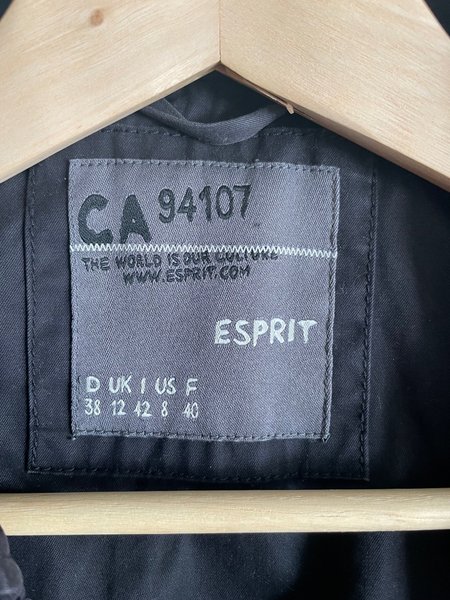 CA 94107
THE WORLD IS OUR CULTURE
WWW.ESPRIT.COM
ESPRIT
D UK I US F
38 12 42 8 40